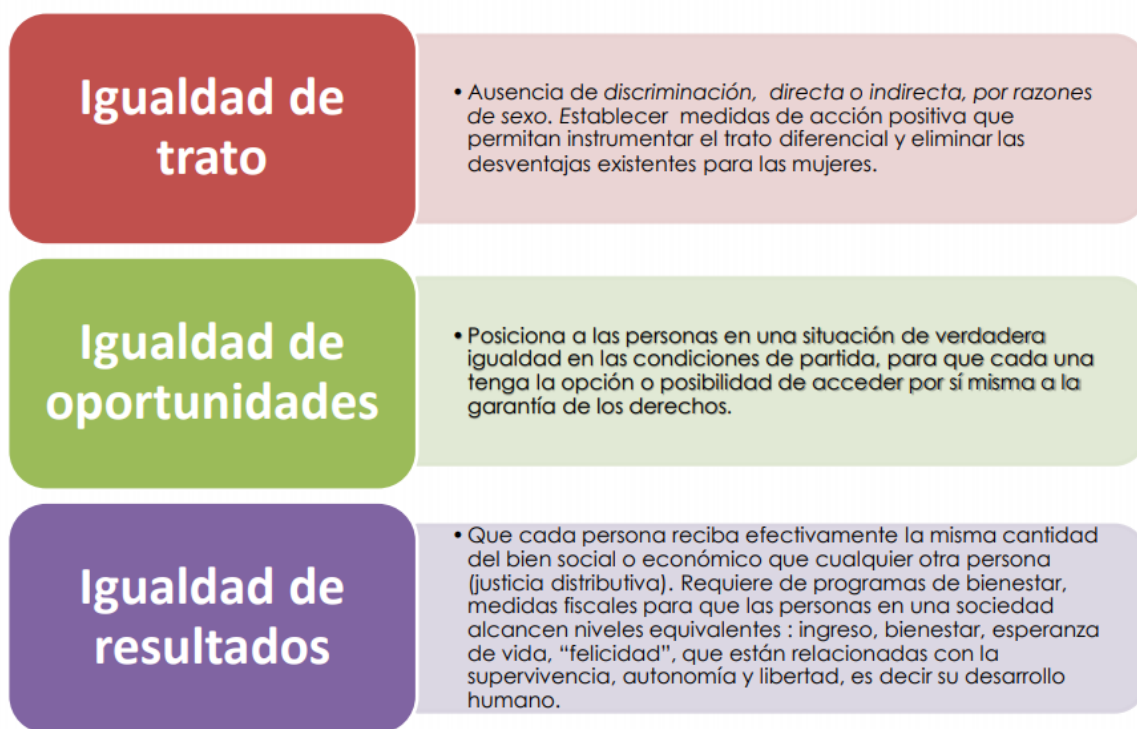 Igualdad de
trato
• Ausencia de discriminación, directa o indirecta, por razones
de sexo. Establecer medidas de acción positiva que
permitan instrumentar el trato diferencial y eliminar las
desventajas existentes para las mujeres.
Igualdad de
oportunidades
• Posiciona a las personas en una situación de verdadera
igualdad en las condiciones de partida, para que cada una
tenga la opción o posibilidad de acceder por sí misma a la
garantía de los derechos.
Igualdad de
resultados
• Que cada persona reciba efectivamente la misma cantidad
del bien social o económico que cualquier otra persona
(justicia distributiva). Requiere de programas de bienestar,
medidas fiscales para que las personas en una sociedad
alcancen niveles equivalentes : ingreso, bienestar, esperanza
de vida, “felicidad”, que están relacionadas con la
supervivencia, autonomía y libertad, es decir su desarrollo
humano.